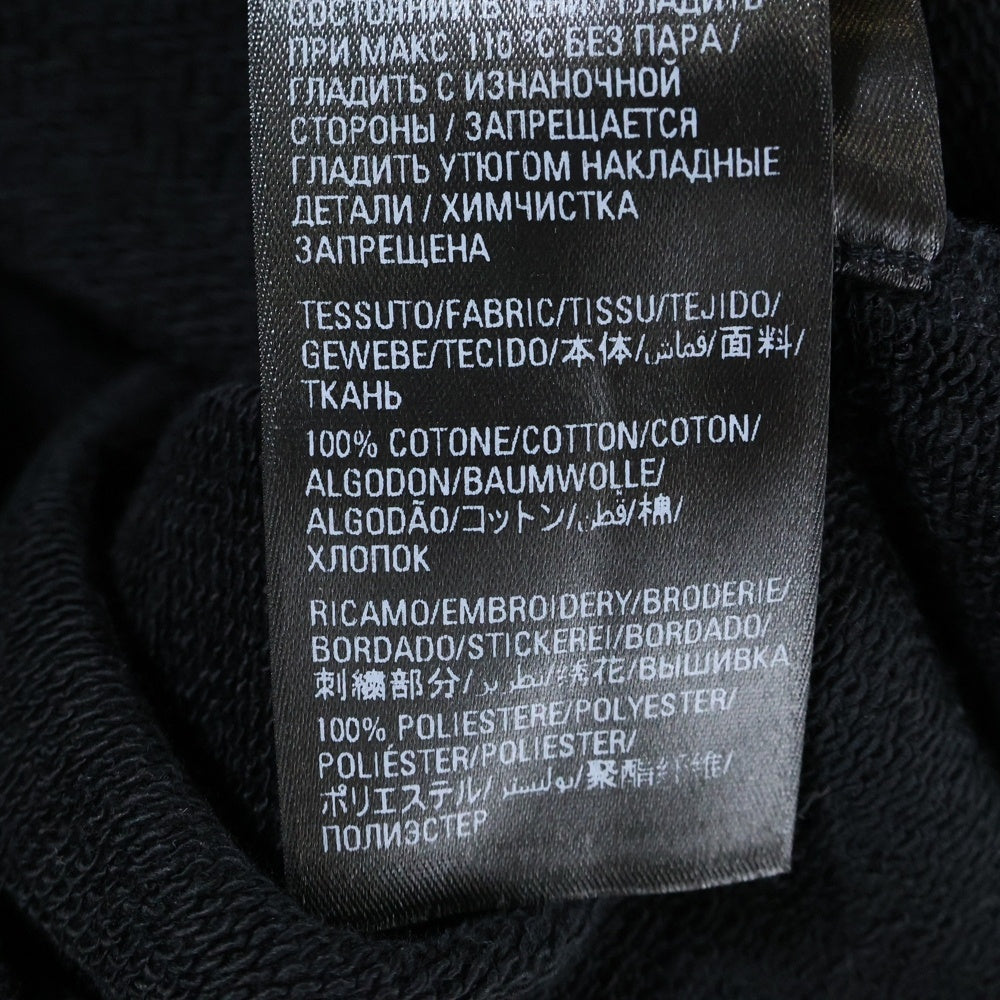 СОСТОЯНИИ В ТЕНИ / ГЛАДИТЬ
ПРИ МАКС. 110 °C БЕЗ ПАРА /
ГЛАДИТЬ С ИЗНАНОЧНОЙ
СТОРОНЫ / ЗАПРЕЩАЕТСЯ
ГЛАДИТЬ УТЮГОМ НАКЛАДНЫЕ
ДЕТАЛИ / ХИМЧИСТКА
ЗАПРЕЩЕНА
TESSUTO/FABRIC/TISSU/TEJIDO/
GEWEBE/TECIDO/本体/قماش/面料/
ТКАНЬ
100% COTONE/COTTON/COTON/
ALGODON/BAUMWOLLE/
ALGODÃO/コットン/قطن/棉/
ХЛОПОК
RICAMO/EMBROIDERY/BRODERIE/
BORDADO/STICKEREI/BORDADO/
刺繍部分/تطريز/绣花/ВЫШИВКА
100% POLIESTERE/POLYESTER/
POLIÉSTER/POLIESTER/
ポリエステル/بوليستر/聚酯纤维/
ПОЛИЭСТЕР